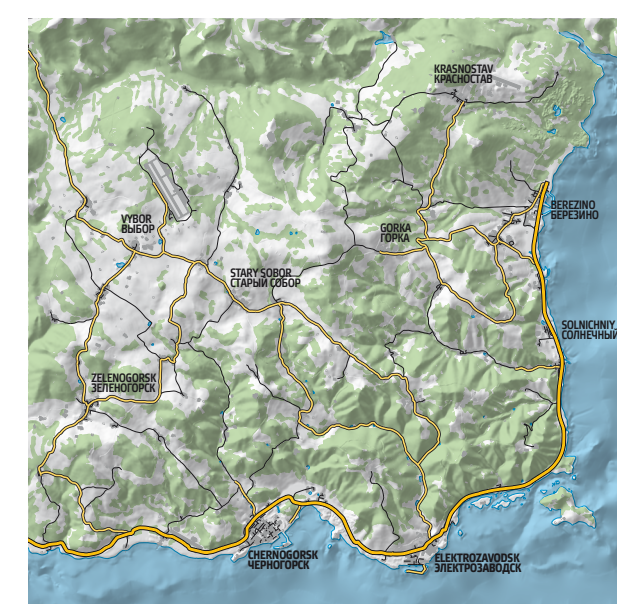 KRASNOSTAV
КРАСНОСТАВ
BEREZINO
БЕРЕЗИНО
VYBOR
ВЫБОР
GORKA
ГОРКА
STARY SOBOR
СТАРЫЙ СОБОР
SOLNICHNIY
СОЛНЕЧНЫЙ
ZELENOGORSK
ЗЕЛЕНОГОРСК
CHERNOGORSK
ЧЕРНОГОРСК
ELEKTROZAVODSK
ЭЛЕКТРОЗАВОДСК